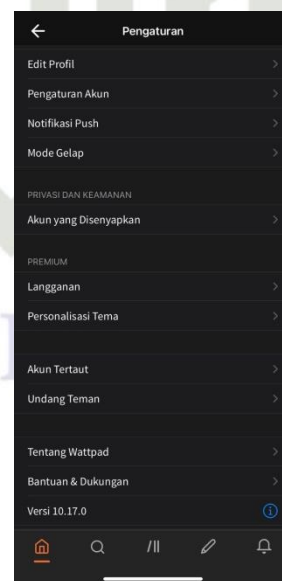 Pengaturan
Edit Profil
Pengaturan Akun
Notifikasi Push
Mode Gelap
PRIVASI DAN KEAMANAN
Akun yang Disenyapkan
PREMIUM
Langganan
Personalisasi Tema
Akun Tertaut
Undang Teman
Tentang Wattpad
Bantuan & Dukungan
Versi 10.17.0